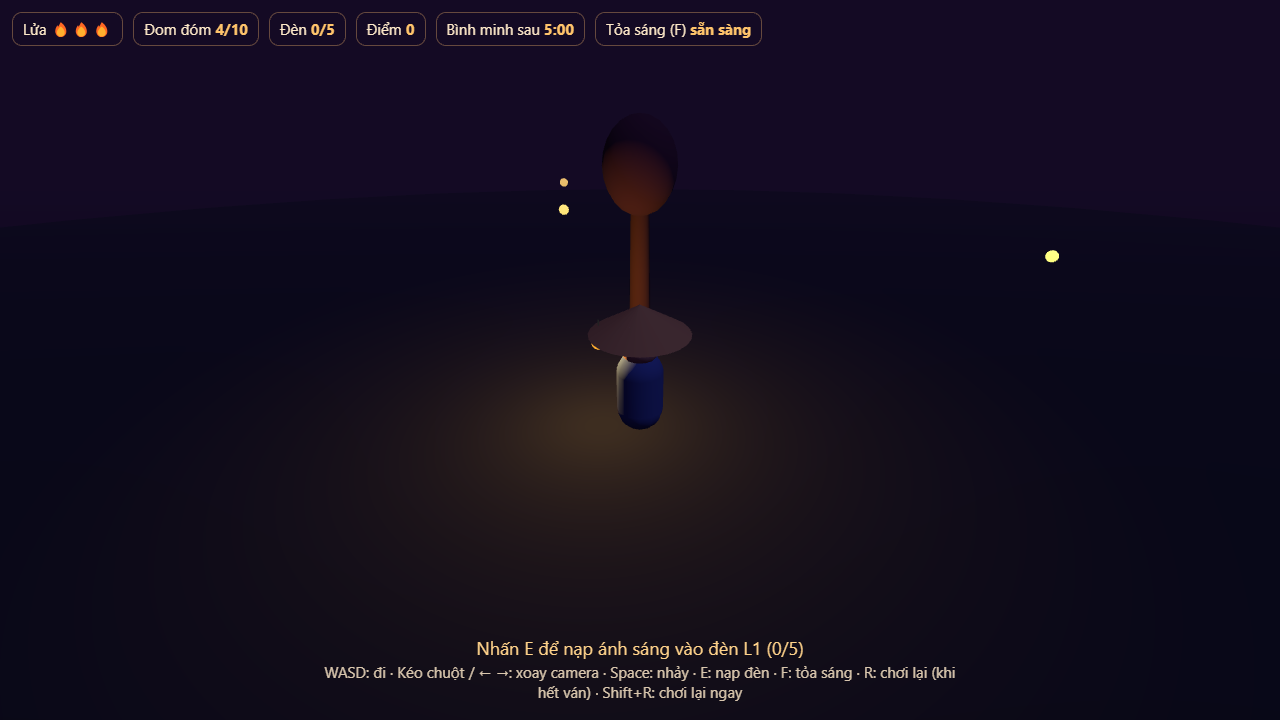 Lửa 🔥 🔥 🔥
Đom đóm 4/10
Đèn 0/5
Điểm 0
Bình minh sau 5:00
Tỏa sáng (F) sẵn sàng
Nhấn E để nạp ánh sáng vào đèn L1 (0/5)
WASD: đi · Kéo chuột / ← →: xoay camera · Space: nhảy · E: nạp đèn · F: tỏa sáng · R: chơi lại (khi
hết ván) · Shift+R: chơi lại ngay